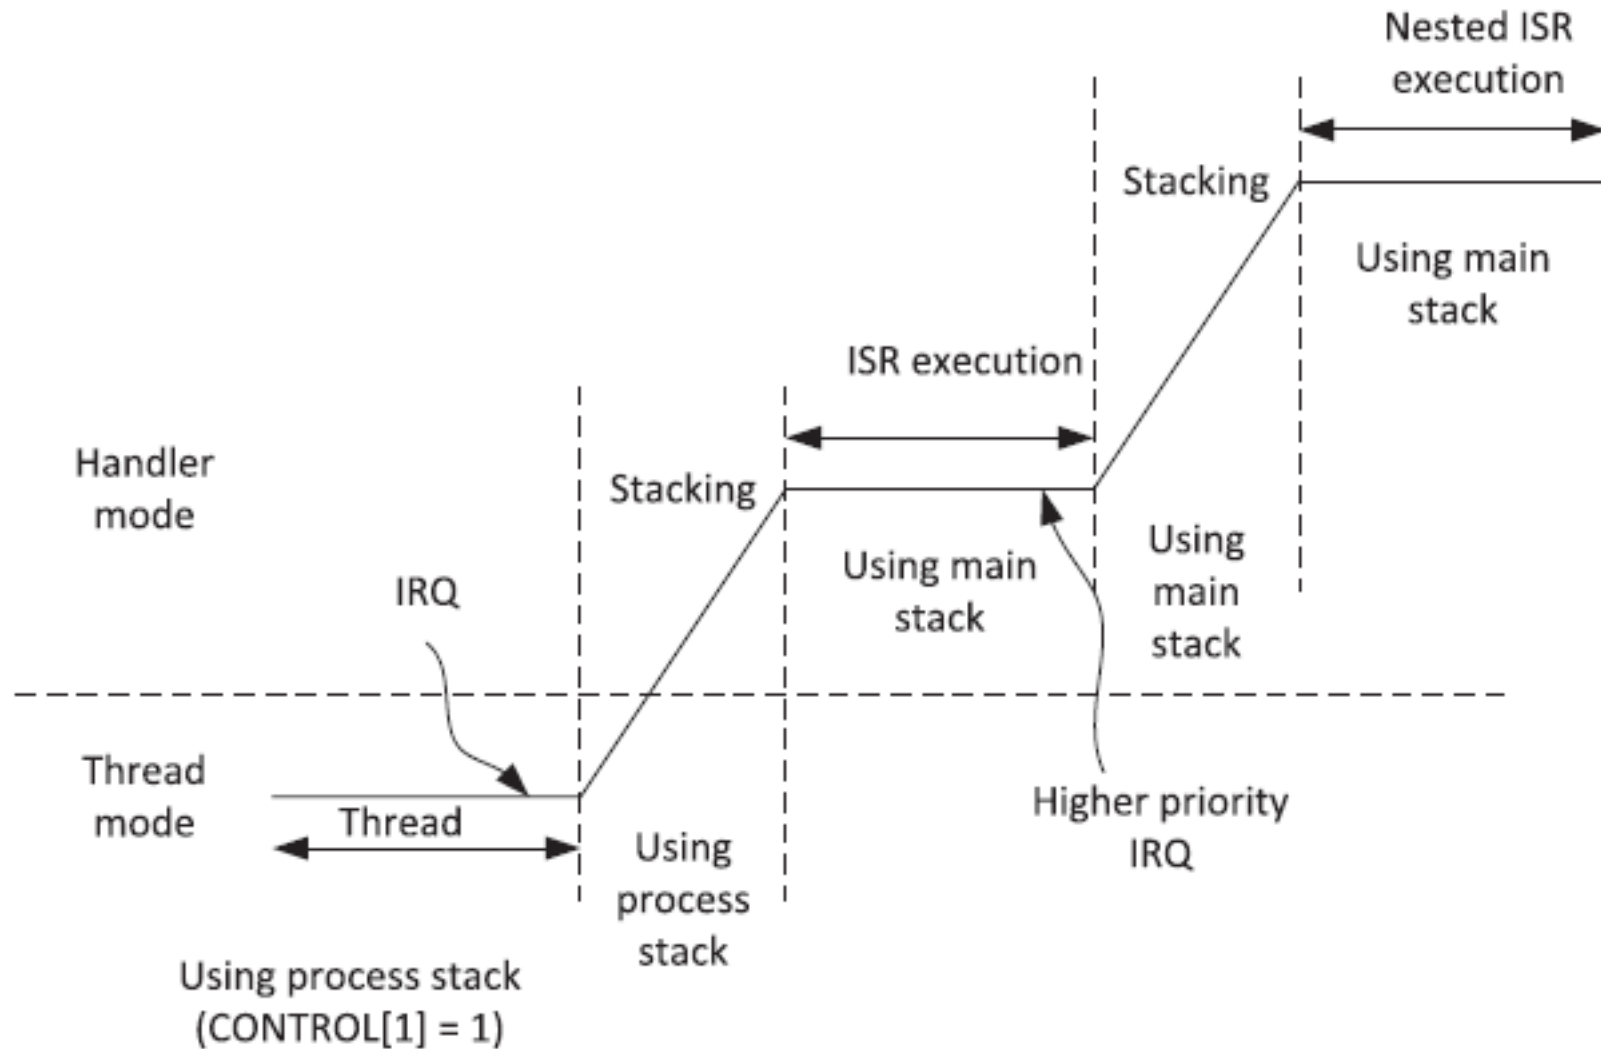 Nested ISR
execution
Stacking
Using main
stack
ISR execution
Handler
mode
Stacking
Using main
stack
Using
main
stack
IRQ
Thread
mode
Thread
Using
process
stack
Higher priority
IRQ
Using process stack
(CONTROL[1] = 1)